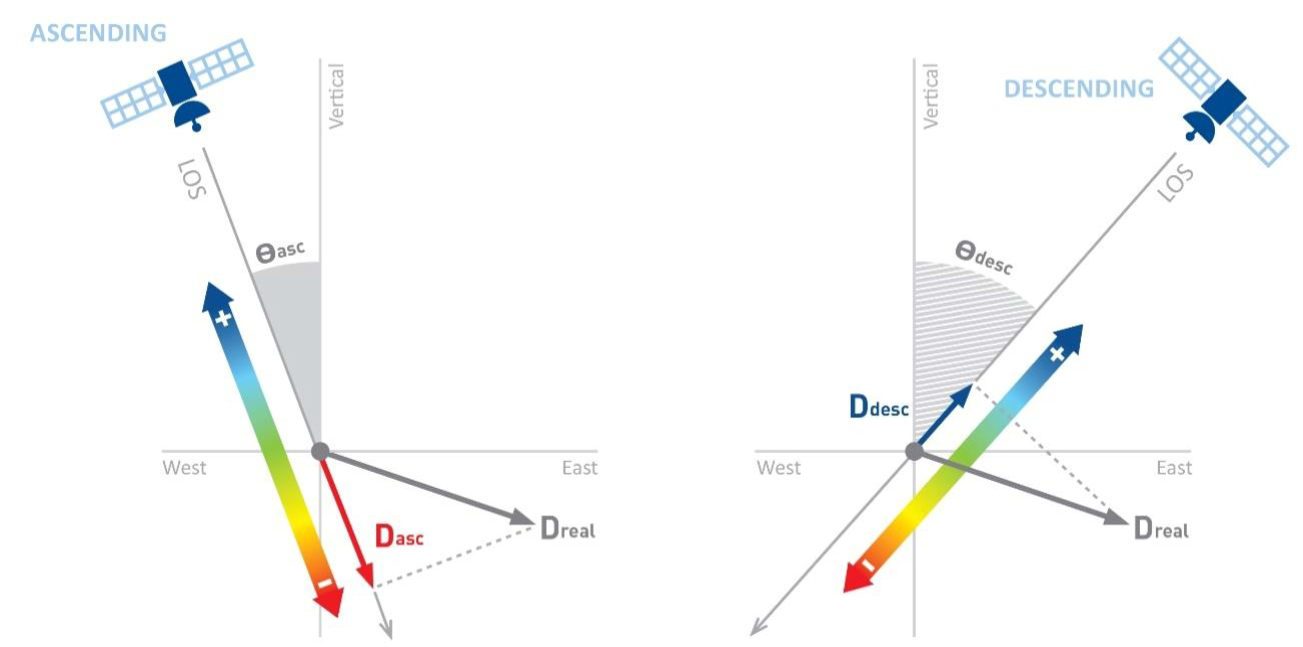 ASCENDING
Vertical
LOS
Θasc
+
West
East
Dasc
Dreal
-
DESCENDING
Vertical
LOS
Θdesc
+
Ddesc
West
East
Dreal
-